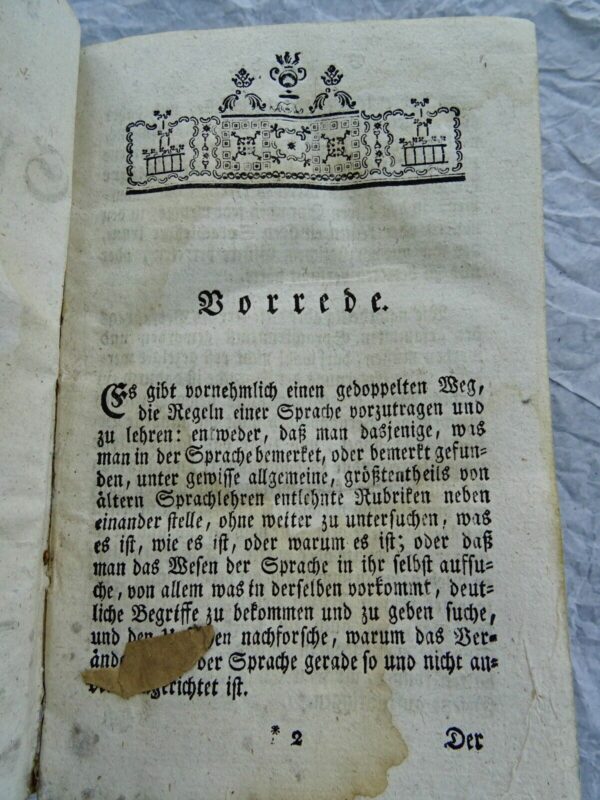 Vorrede.
Es gibt vornehmlich einen gedoppelten Weg,
die Regeln einer Sprache vorzutragen und
zu lehren: entweder, daß man dasjenige, was
man in der Sprache bemerket, oder bemerkt gefun-
den, unter gewisse allgemeine, größtentheils von
ältern Sprachlehren entlehnte Rubriken neben
einander stelle, ohne weiter zu untersuchen, was
es ist, wie es ist, oder warum es ist; oder daß
man das Wesen der Sprache in ihr selbst aufsu-
che, von allem was in derselben vorkommt, deut-
liche Begriffe zu bekommen und zu geben suche,
und den nachforsche, warum das Ver-
der Sprache gerade so und nicht an-
ist.
* 2
Der